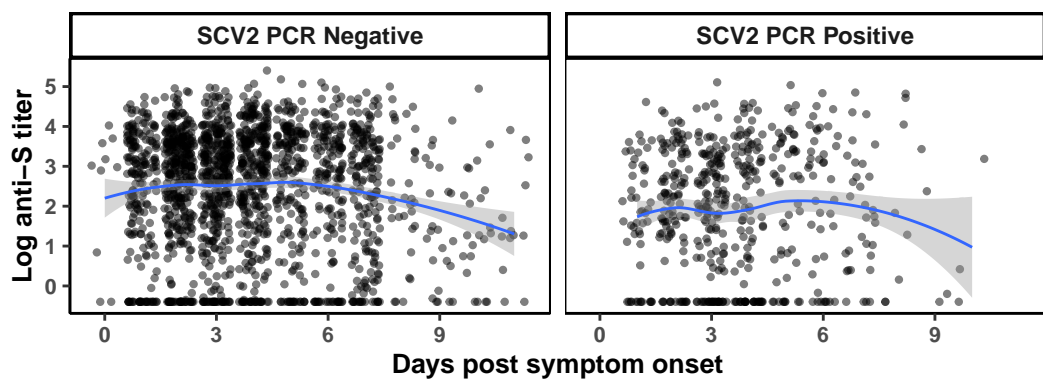 SCV2 PCR Negative
SCV2 PCR Positive
Log anti−S titer
5
4
3
2
1
0
0 3 6 9
0 3 6 9
Days post symptom onset